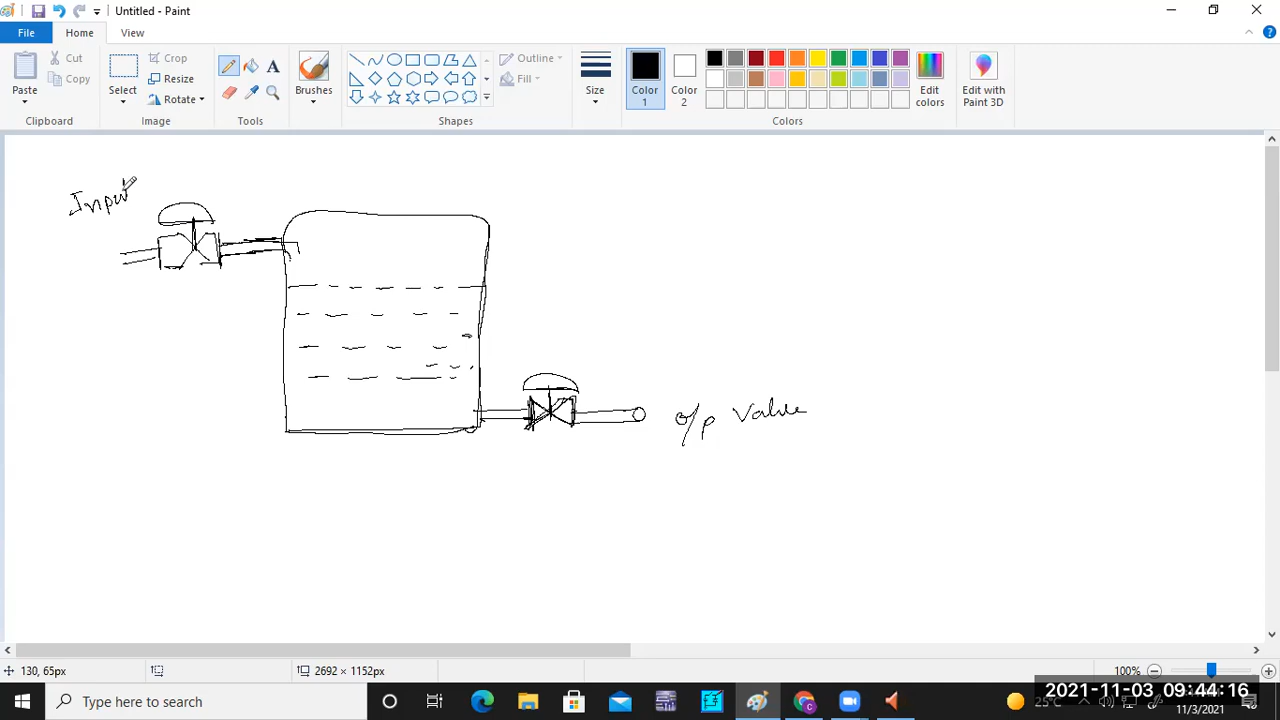 Untitled - Paint
File
Home
View
Paste
Cut
Copy
Clipboard
Select
Crop
Resize
Rotate
Image
Tools
Brushes
Outline
Fill
Shapes
Size
Color 1
Color 2
Edit colors
Edit with Paint 3D
Colors
Input
o/p Valve
130, 65px
2692 × 1152px
100%
Type here to search
25°C
2021-11-03 09:44:16
11/3/2021